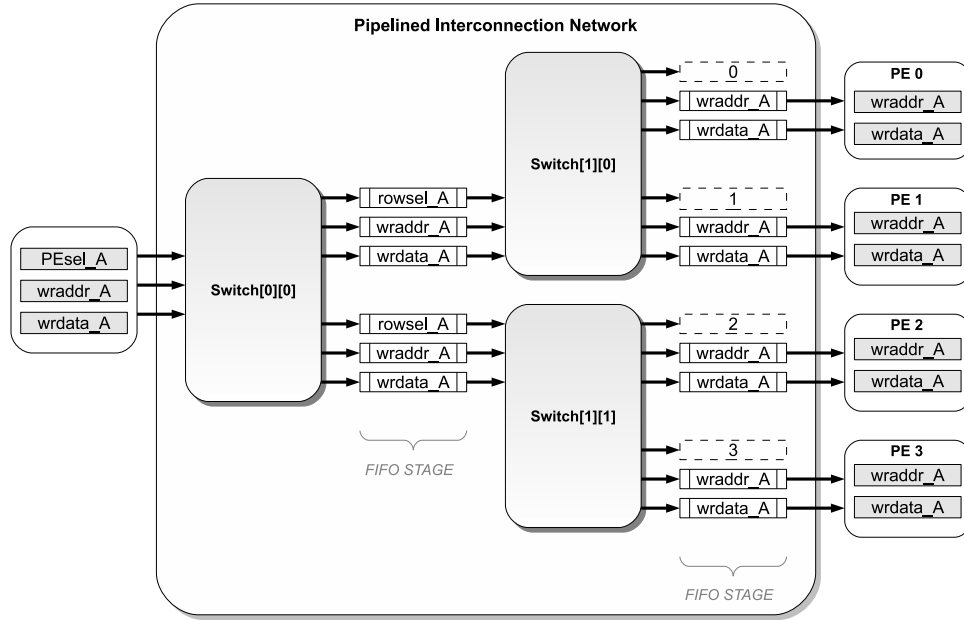 Pipelined Interconnection Network
PEsel_A
wraddr_A
wrdata_A
Switch[0][0]
rowsel_A
wraddr_A
wrdata_A
rowsel_A
wraddr_A
wrdata_A
FIFO STAGE
Switch[1][0]
Switch[1][1]
0
wraddr_A
wrdata_A
1
wraddr_A
wrdata_A
2
wraddr_A
wrdata_A
3
wraddr_A
wrdata_A
FIFO STAGE
PE 0
wraddr_A
wrdata_A
PE 1
wraddr_A
wrdata_A
PE 2
wraddr_A
wrdata_A
PE 3
wraddr_A
wrdata_A